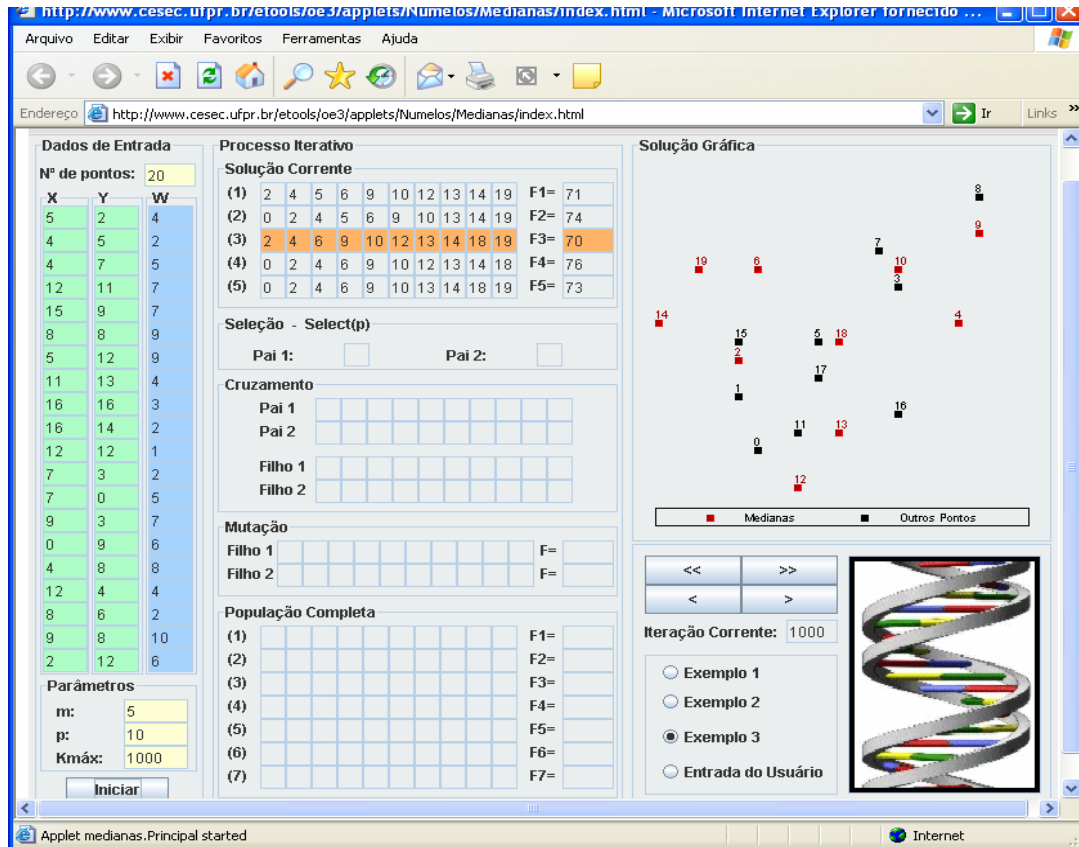 http://www.cesec.ufpr.br/etools/oe3/applets/Numelos/Medianas/index.html - Microsoft Internet Explorer fornecido ...
Arquivo Editar Exibir Favoritos Ferramentas Ajuda
Endereço http://www.cesec.ufpr.br/etools/oe3/applets/Numelos/Medianas/index.html Ir Links »
Dados de Entrada
Nº de pontos: 20
X Y W
5 2 4
4 5 2
4 7 5
12 11 7
15 9 7
8 8 9
5 12 9
11 13 4
16 16 3
16 14 2
12 12 1
7 3 2
7 0 5
9 3 7
0 9 6
4 8 8
12 4 4
8 6 2
9 8 10
2 12 6
Parâmetros
m: 5
p: 10
Kmáx: 1000
Iniciar
Processo Iterativo
Solução Corrente
(1) 2 4 5 6 9 10 12 13 14 19 F1= 71
(2) 0 2 4 5 6 9 10 13 14 19 F2= 74
(3) 2 4 6 9 10 12 13 14 18 19 F3= 70
(4) 0 2 4 6 9 10 12 13 14 18 F4= 76
(5) 0 2 4 6 9 10 13 14 18 19 F5= 73
Seleção - Select(p)
Pai 1: Pai 2:
Cruzamento
Pai 1
Pai 2
Filho 1
Filho 2
Mutação
Filho 1 F=
Filho 2 F=
População Completa
(1) F1=
(2) F2=
(3) F3=
(4) F4=
(5) F5=
(6) F6=
(7) F7=
Solução Gráfica
8
9
7
19 6 10
3
14 4
15 5 18
2
17
1
16
11 13
0
12
Medianas Outros Pontos
<< >>
< >
Iteração Corrente: 1000
Exemplo 1
Exemplo 2
Exemplo 3
Entrada do Usuário
Applet medianas.Principal started Internet